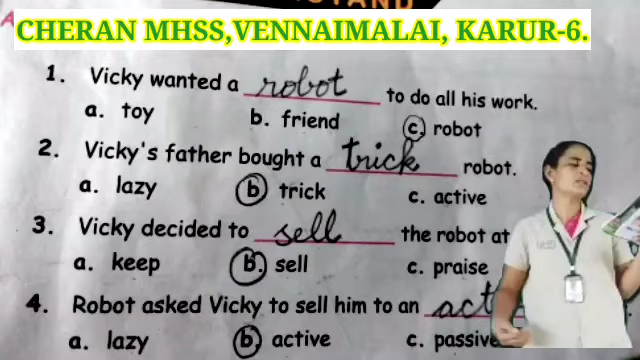 CHERAN MHSS,VENNAIMALAI, KARUR-6.
1. Vicky wanted a robot to do all his work.
a. toy b. friend c. robot
2. Vicky's father bought a trick robot.
a. lazy b trick c. active
3. Vicky decided to sell the robot at
a. keep b. sell c. praise
4. Robot asked Vicky to sell him to an
a. lazy b. active c. passive